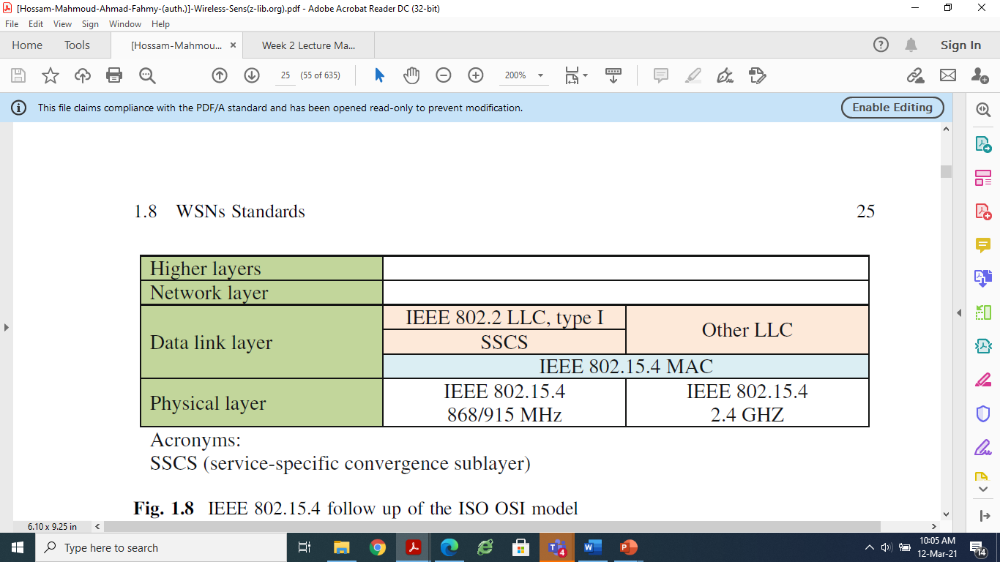 [Hossam-Mahmoud-Ahmad-Fahmy-(auth.)]-Wireless-Sens(z-lib.org).pdf - Adobe Acrobat Reader DC (32-bit)
File Edit View Sign Window Help
Home Tools [Hossam-Mahmou... × Week 2 Lecture Ma... Sign In
25 (55 of 635) 200%
This file claims compliance with the PDF/A standard and has been opened read-only to prevent modification. Enable Editing
1.8 WSNs Standards 25
Higher layers
Network layer
Data link layer
IEEE 802.2 LLC, type I
SSCS
Other LLC
IEEE 802.15.4 MAC
Physical layer
IEEE 802.15.4
868/915 MHz
IEEE 802.15.4
2.4 GHZ
Acronyms:
SSCS (service-specific convergence sublayer)
Fig. 1.8 IEEE 802.15.4 follow up of the ISO OSI model
6.10 x 9.25 in
Type here to search
4
10:05 AM
12-Mar-21
14